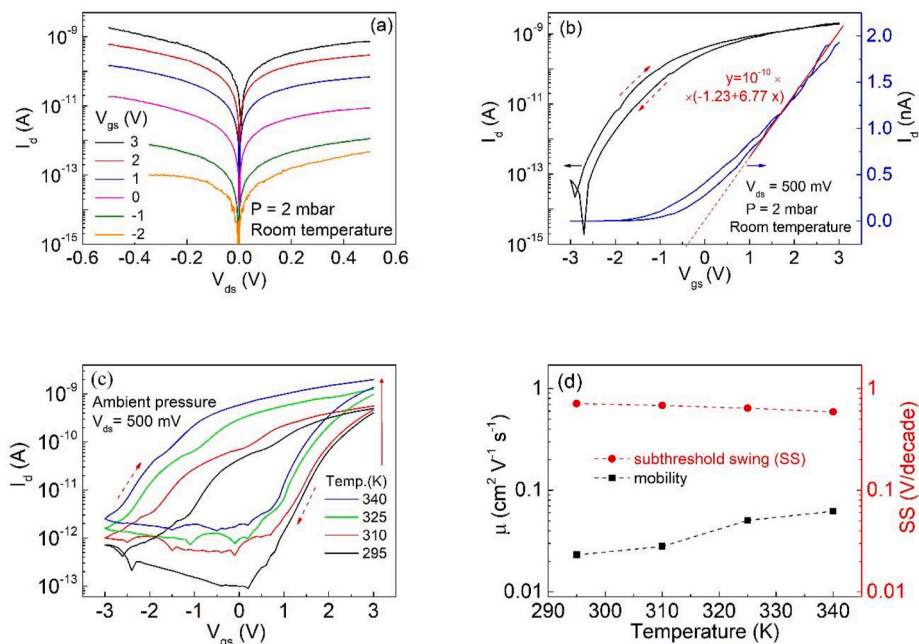 (a)
10⁻⁹
10⁻¹¹
10⁻¹³
10⁻¹⁵
I_d (A)
V_gs (V)
3
2
1
0
-1
-2
P = 2 mbar
Room temperature
-0.6 -0.4 -0.2 0.0 0.2 0.4 0.6
V_ds (V)
(b)
10⁻⁹
10⁻¹¹
10⁻¹³
10⁻¹⁵
I_d (A)
y=10⁻¹⁰ ×
×(-1.23+6.77 x)
V_ds = 500 mV
P = 2 mbar
Room temperature
2.0
1.5
1.0
0.5
0.0
I_d (nA)
-3 -2 -1 0 1 2 3
V_gs (V)
(c)
Ambient pressure
V_ds= 500 mV
10⁻⁸
10⁻⁹
10⁻¹⁰
10⁻¹¹
10⁻¹²
10⁻¹³
I_d (A)
Temp.(K)
340
325
310
295
-3 -2 -1 0 1 2 3
V_gs (V)
(d)
1
0.1
0.01
μ (cm² V⁻¹ s⁻¹)
subthreshold swing (SS)
mobility
1
0.1
0.01
SS (V/decade)
290 300 310 320 330 340
Temperature (K)